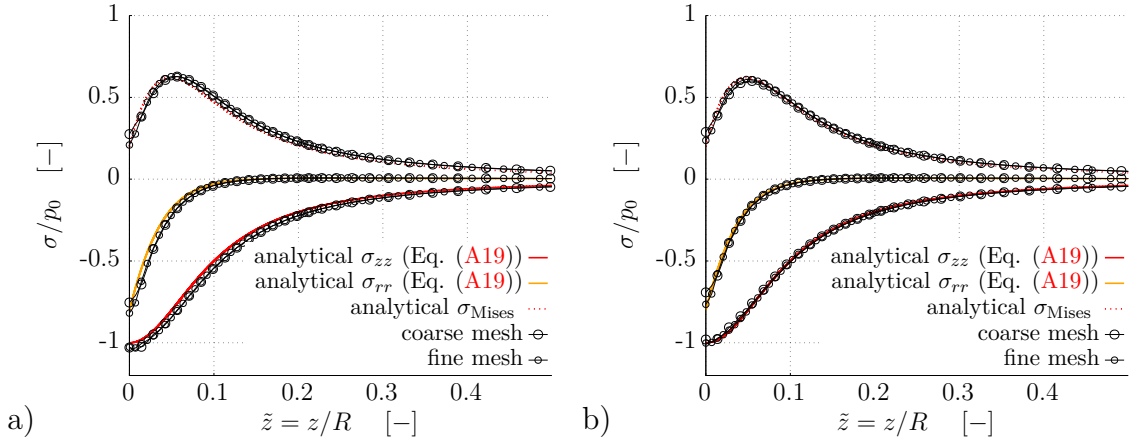 1
0.5
0
-0.5
-1
σ/p₀ [−]
analytical σzz (Eq. (A19))
analytical σrr (Eq. (A19))
analytical σMises
coarse mesh
fine mesh
0 0.1 0.2 0.3 0.4
z̃ = z/R [−]
a)
1
0.5
0
-0.5
-1
σ/p₀ [−]
analytical σzz (Eq. (A19))
analytical σrr (Eq. (A19))
analytical σMises
coarse mesh
fine mesh
0 0.1 0.2 0.3 0.4
z̃ = z/R [−]
b)